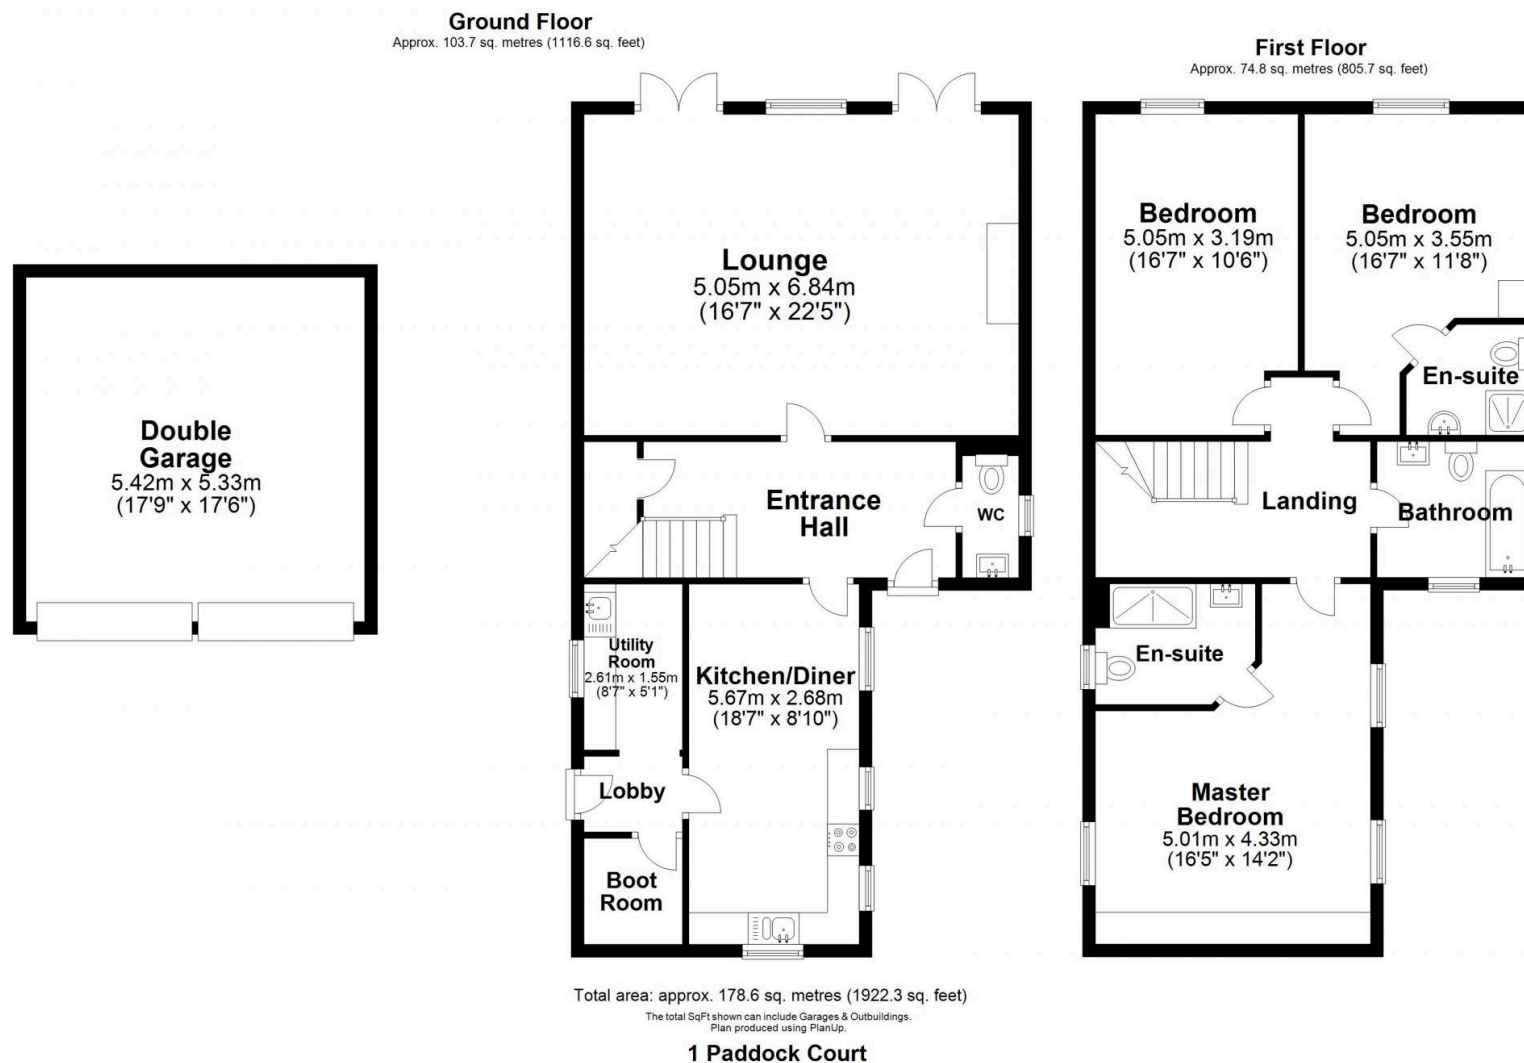 Ground Floor
Approx. 103.7 sq. metres (1116.6 sq. feet)
Double
Garage
5.42m x 5.33m
(17'9" x 17'6")
Lounge
5.05m x 6.84m
(16'7" x 22'5")
Entrance
Hall
WC
Utility
Room
2.61m x 1.55m
(8'7" x 5'1")
Kitchen/Diner
5.67m x 2.68m
(18'7" x 8'10")
Lobby
Boot
Room
First Floor
Approx. 74.8 sq. metres (805.7 sq. feet)
Bedroom
5.05m x 3.19m
(16'7" x 10'6")
Bedroom
5.05m x 3.55m
(16'7" x 11'8")
En-suite
Landing
Bathroom
En-suite
Master
Bedroom
5.01m x 4.33m
(16'5" x 14'2")
Total area: approx. 178.6 sq. metres (1922.3 sq. feet)
The total SqFt shown can include Garages & Outbuildings.
Plan produced using PlanUp.
1 Paddock Court